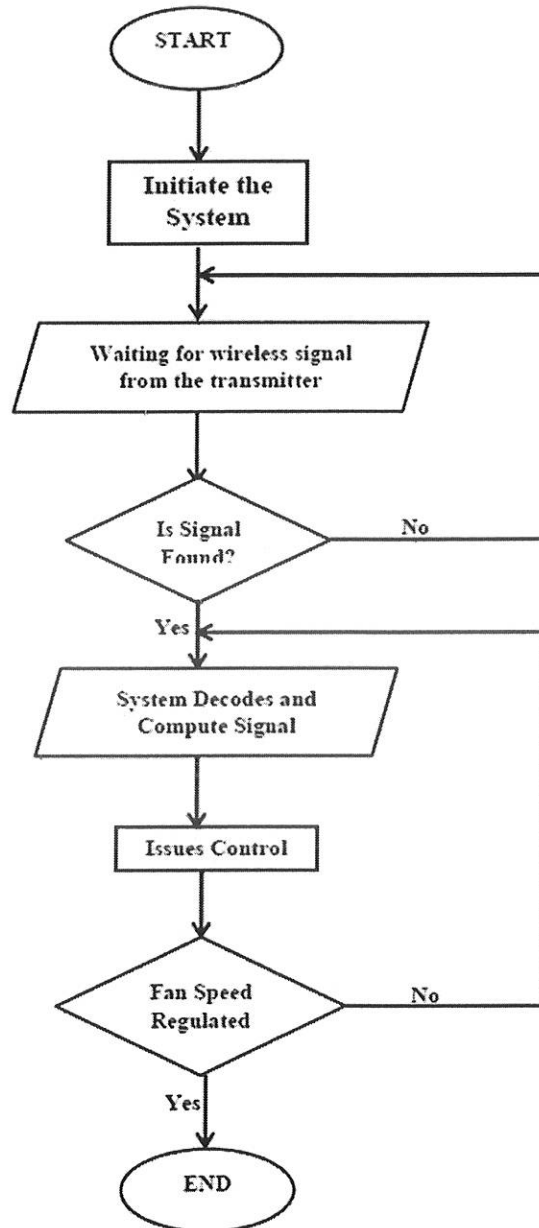 START
Initiate the
System
Waiting for wireless signal
from the transmitter
Is Signal
Found?
No
Yes
System Decodes and
Compute Signal
Issues Control
Fan Speed
Regulated
No
Yes
END